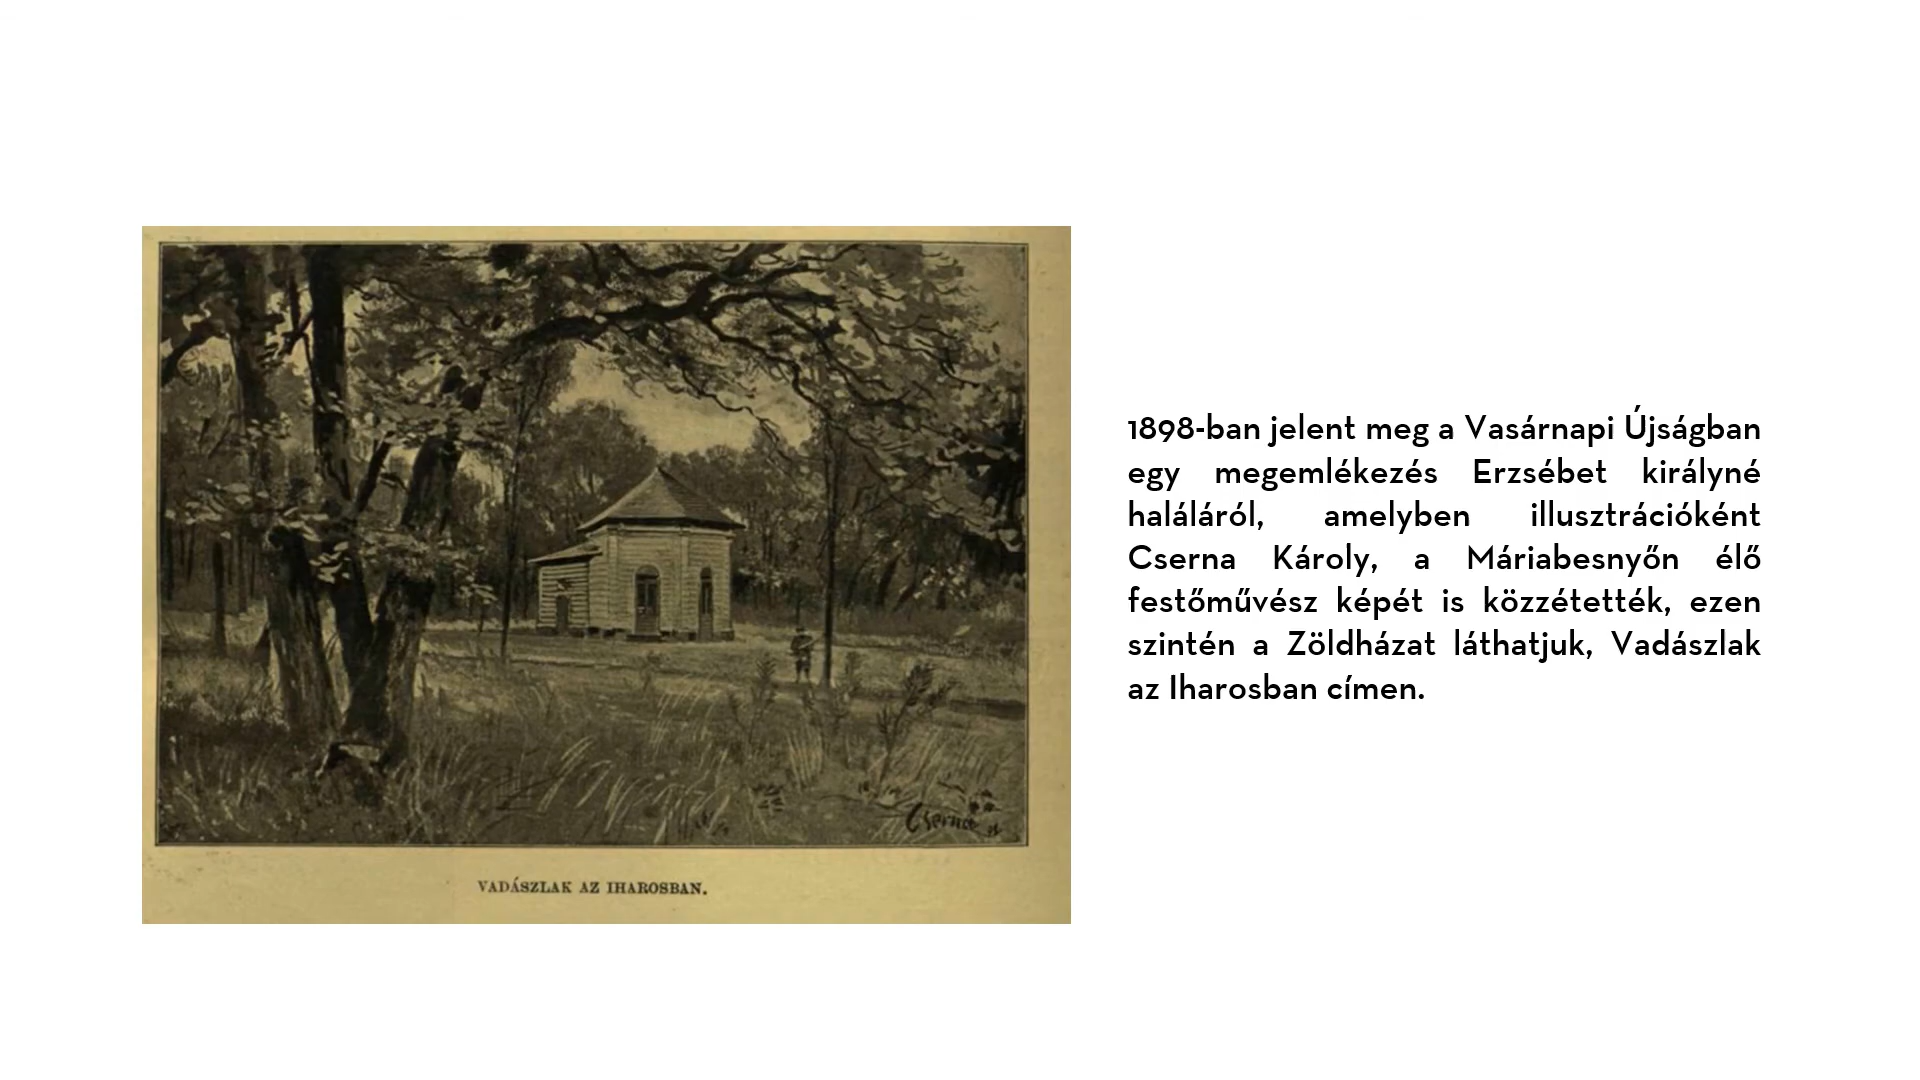 Cserna
VADÁSZLAK AZ IHAROSBAN.
1898-ban jelent meg a Vasárnapi Újságban
egy megemlékezés Erzsébet királyné
haláláról, amelyben illusztrációként
Cserna Károly, a Máriabesnyőn élő
festőművész képét is közzétették, ezen
szintén a Zöldházat láthatjuk, Vadászlak
az Iharosban címen.